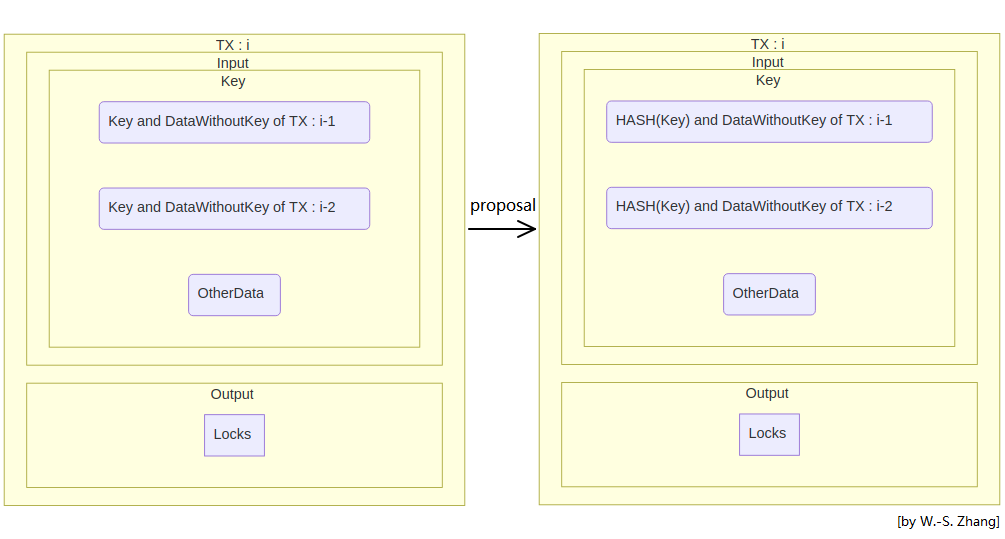 TX : i
Input
Key
Key and DataWithoutKey of TX : i-1
Key and DataWithoutKey of TX : i-2
OtherData
Output
Locks
proposal
TX : i
Input
Key
HASH(Key) and DataWithoutKey of TX : i-1
HASH(Key) and DataWithoutKey of TX : i-2
OtherData
Output
Locks
[by W.-S. Zhang]